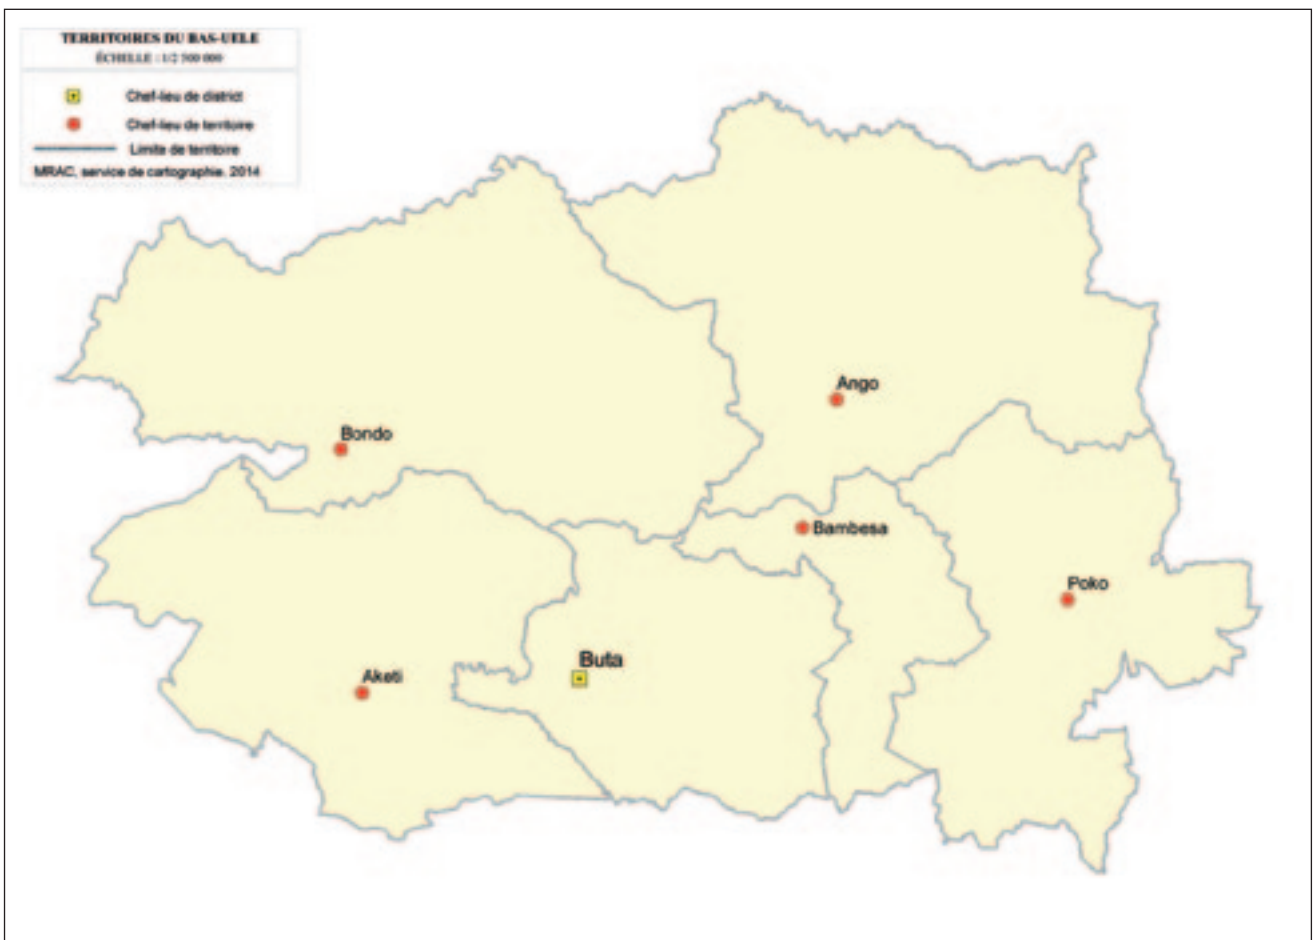 TERRITOIRES DU BAS-UELE
ÉCHELLE : 1/2 500 000
Chef-lieu de district
Chef-lieu de territoire
Limite de territoire
MRAC, service de cartographie. 2014
Ango
Bondo
Bambesa
Poko
Buta
Aketi